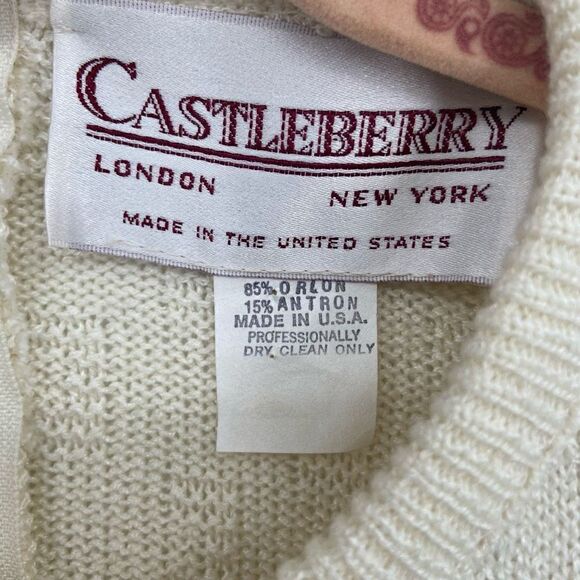 CASTLEBERRY
LONDON
NEW YORK
MADE IN THE UNITED STATES
85% ORLON
15% ANTRON
MADE IN U.S.A.
PROFESSIONALLY
DRY CLEAN ONLY